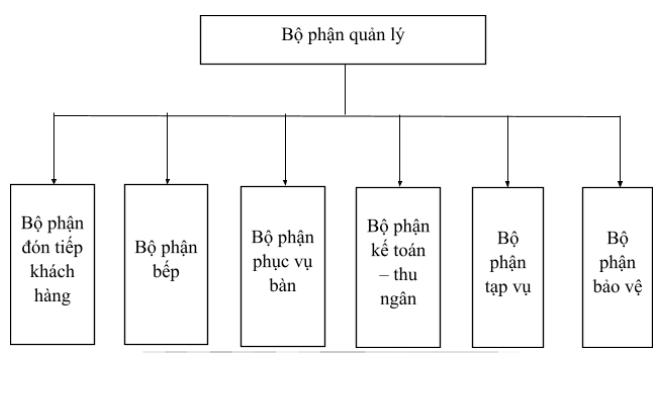 Bộ phận quản lý
Bộ phận
đón tiếp
khách
hàng
Bộ phận
bếp
Bộ phận
phục vụ
bàn
Bộ phận
kế toán
– thu
ngân
Bộ
phận
tạp vụ
Bộ
phận
bảo vệ